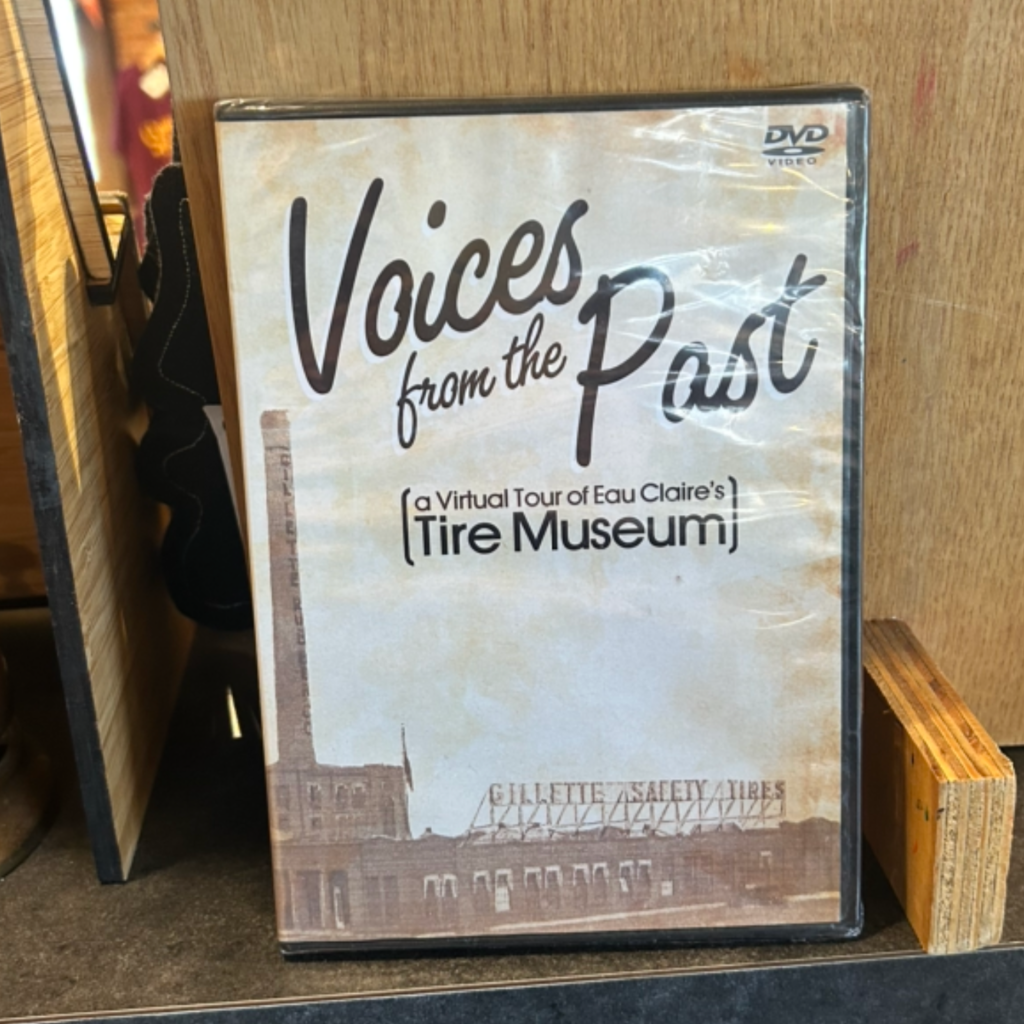 DVD
VIDEO
Voices
from the
Past
a Virtual Tour of Eau Claire's
Tire Museum
GILLETTE SAFETY TIRES